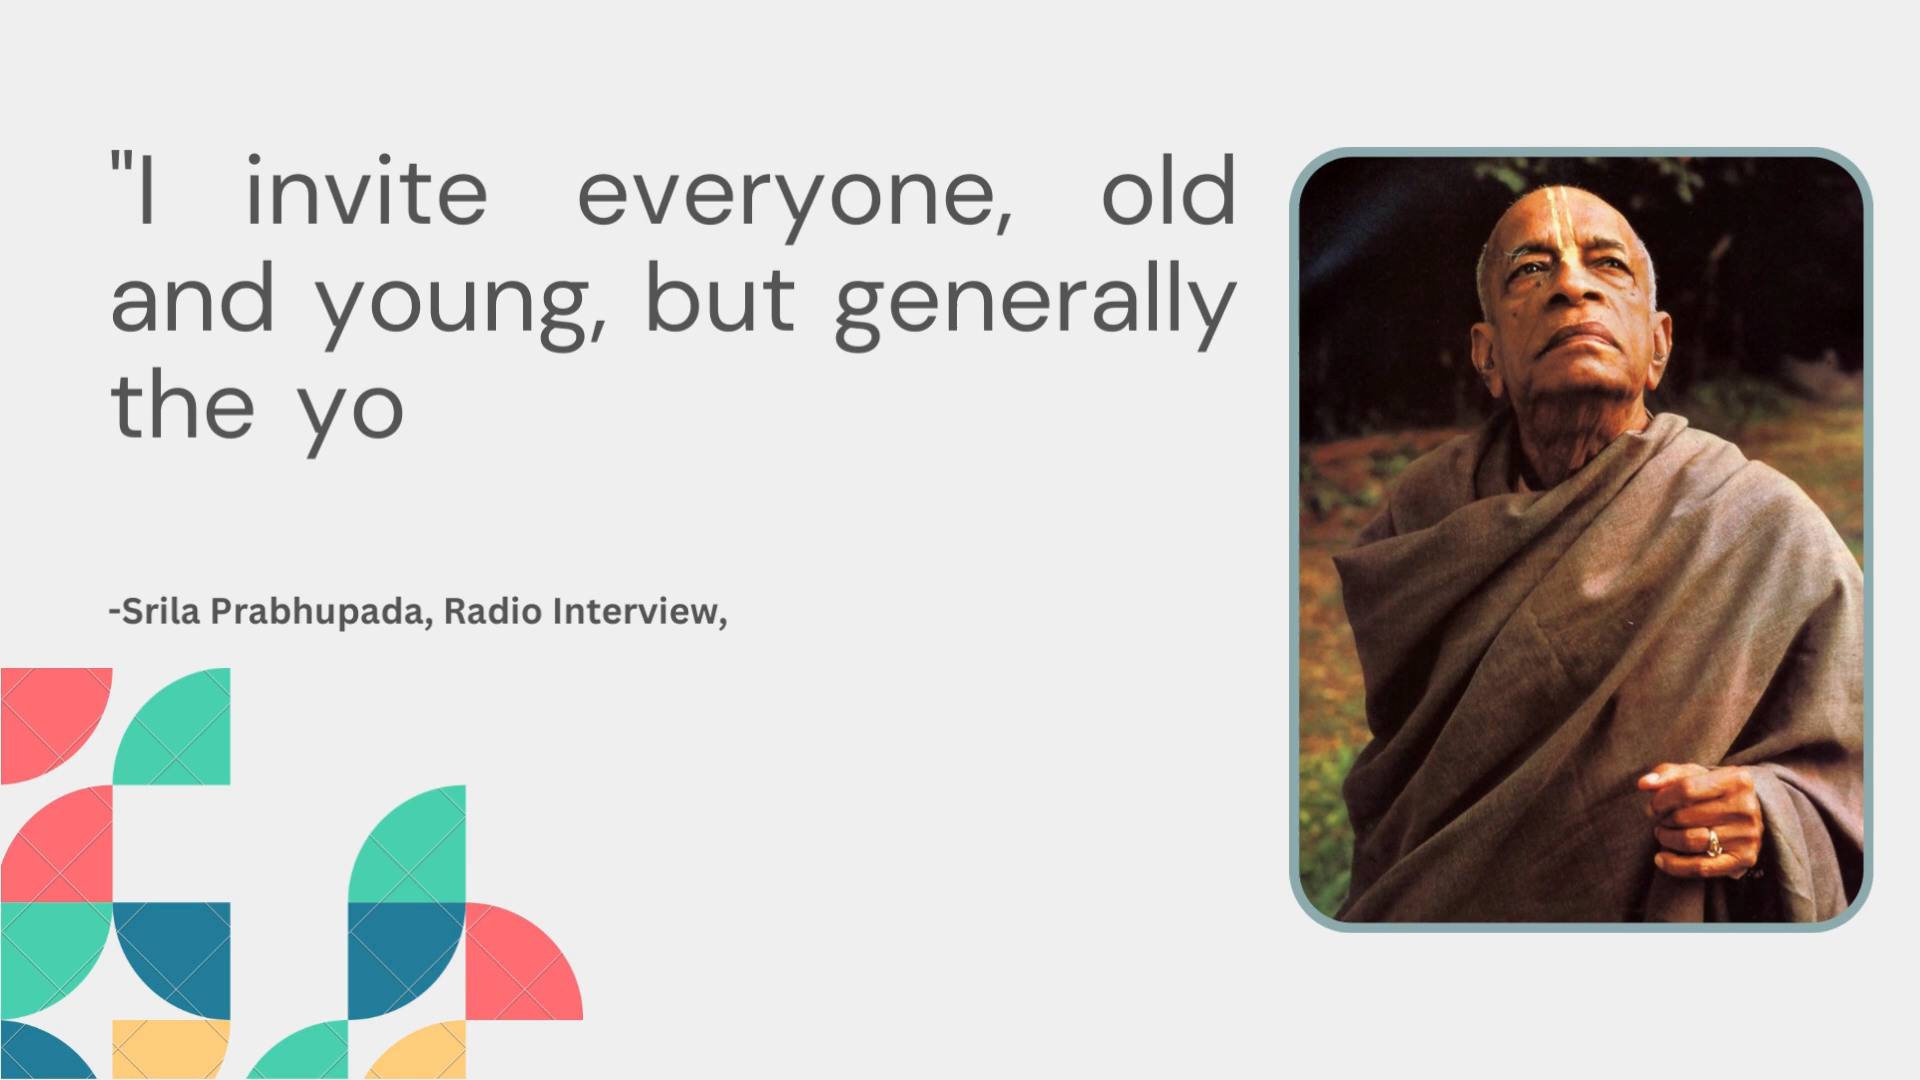 "I invite everyone, old
and young, but generally
the yo
-Srila Prabhupada, Radio Interview,